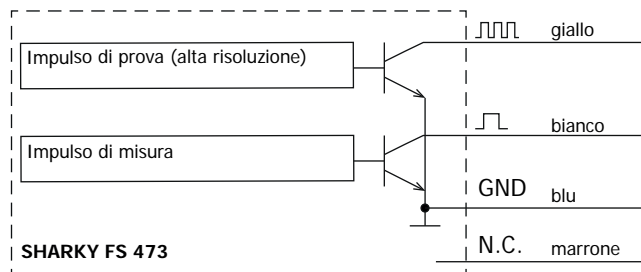 giallo
Impulso di prova (alta risoluzione)
bianco
Impulso di misura
GND blu
SHARKY FS 473
N.C. marrone